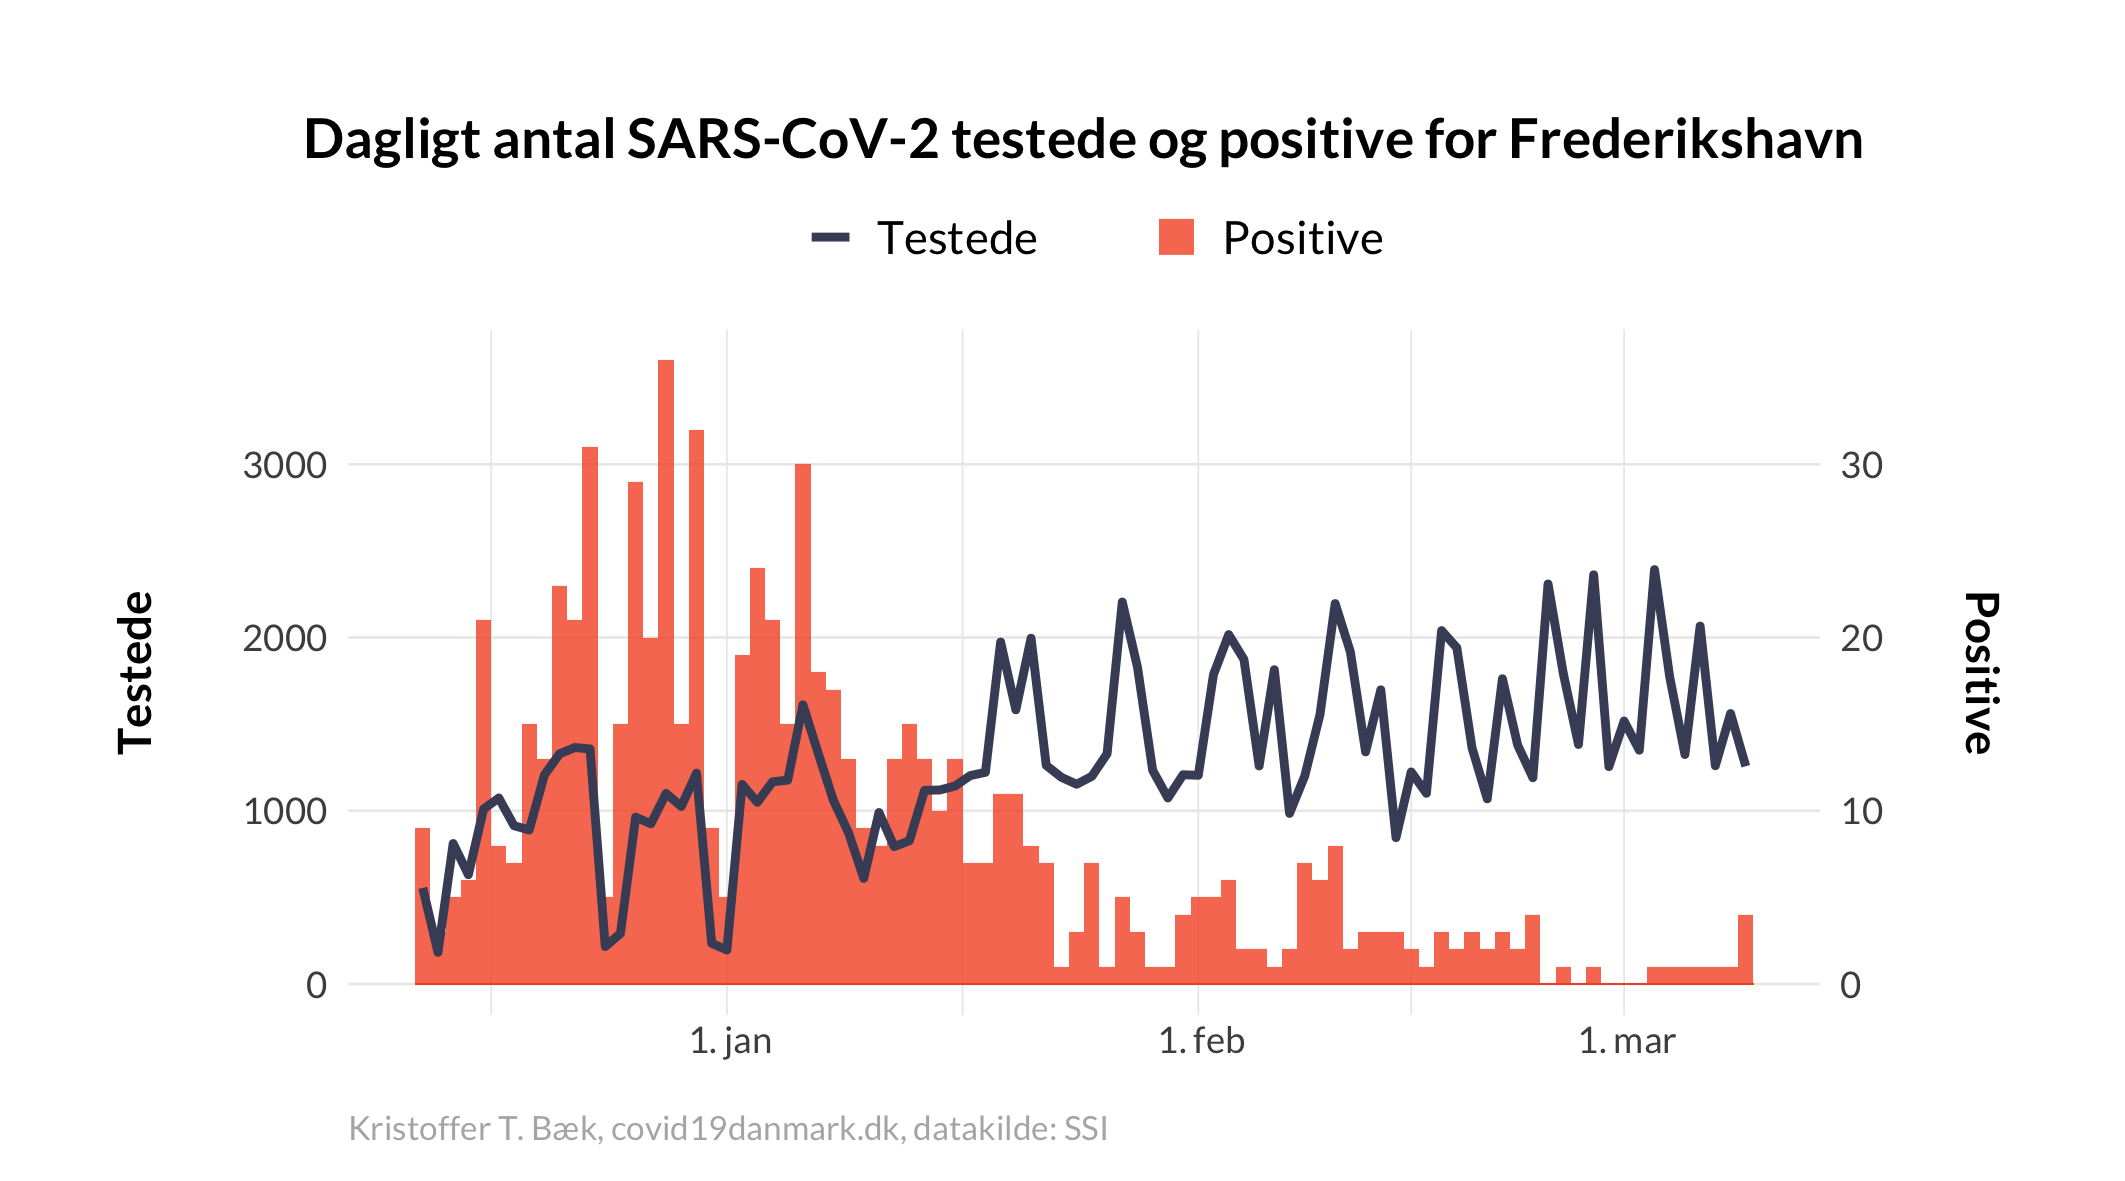 Dagligt antal SARS-CoV-2 testede og positive for Frederikshavn
Testede
Positive
3000
2000
1000
0
Testede
30
20
10
0
Positive
1. jan
1. feb
1. mar
Kristoffer T. Bæk, covid19danmark.dk, datakilde: SSI